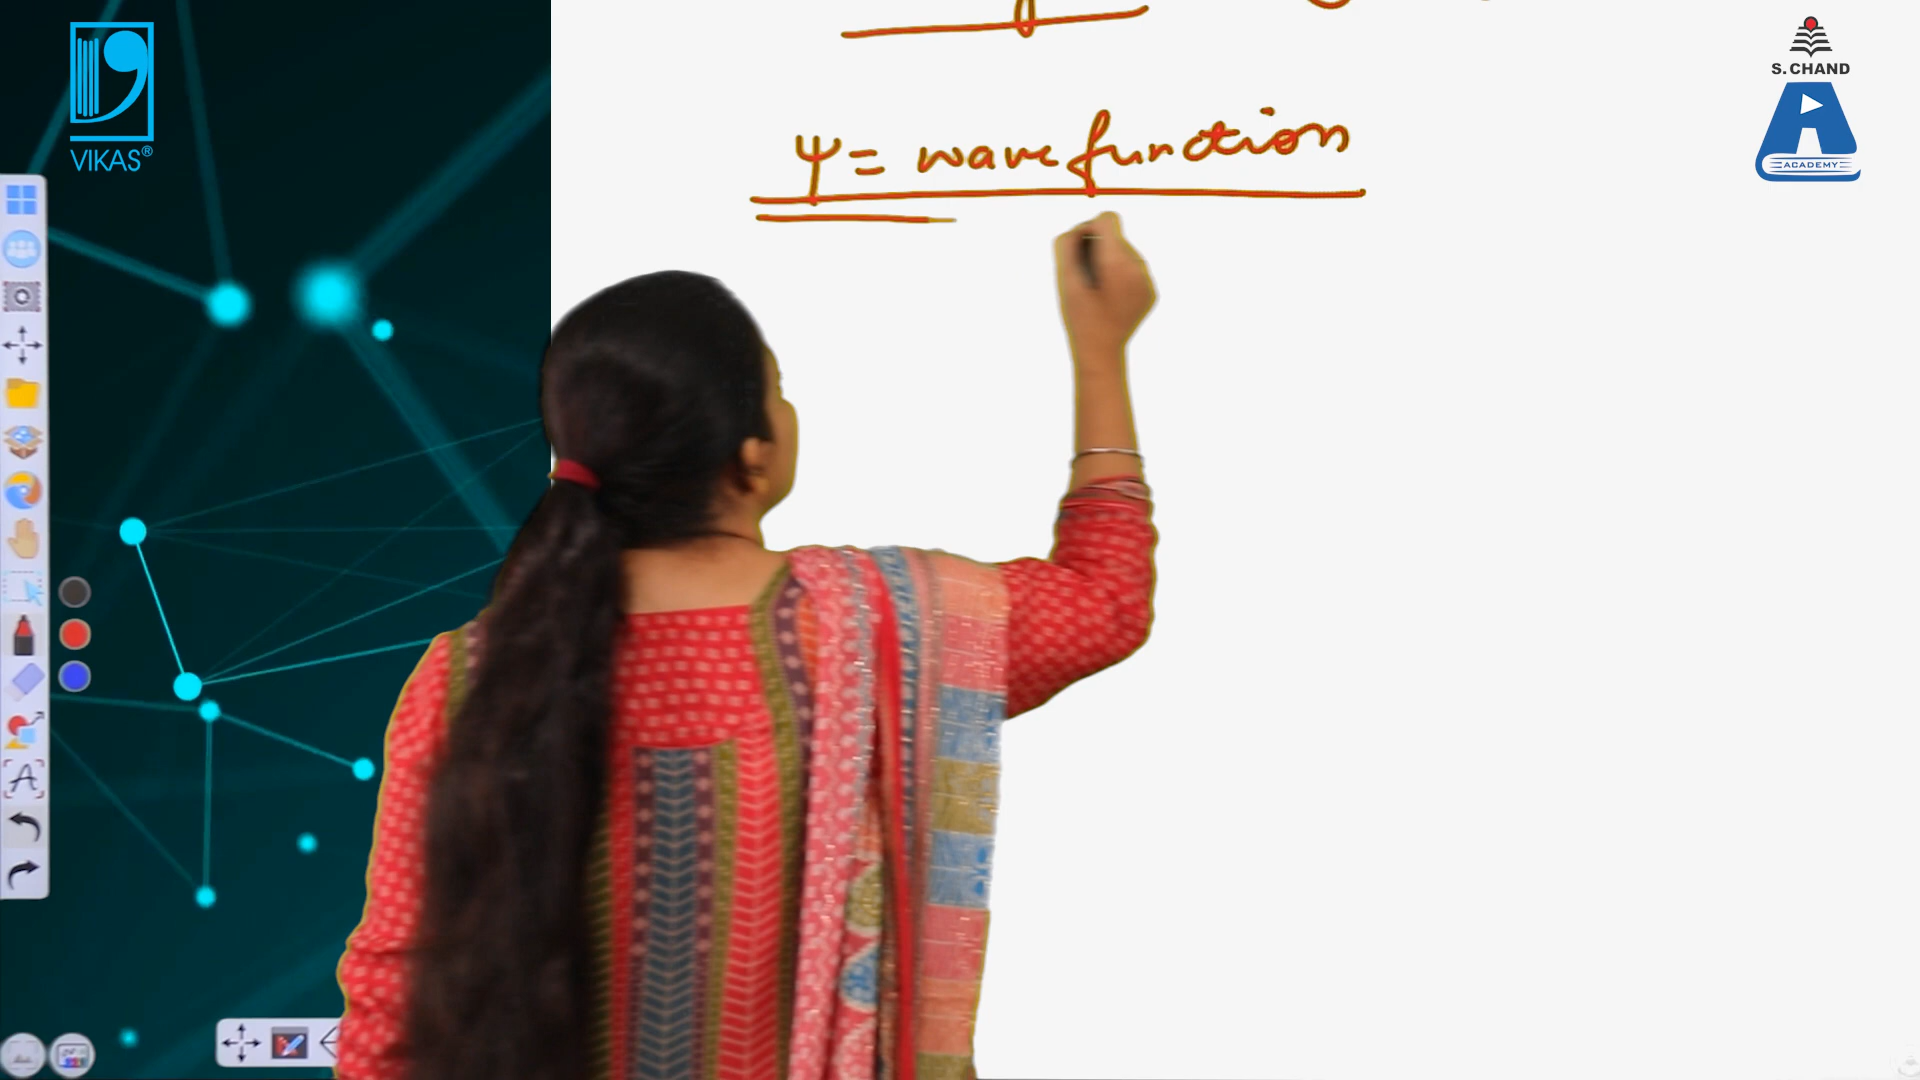 VIKAS®
S. CHAND
ACADEMY
ψ = wave function